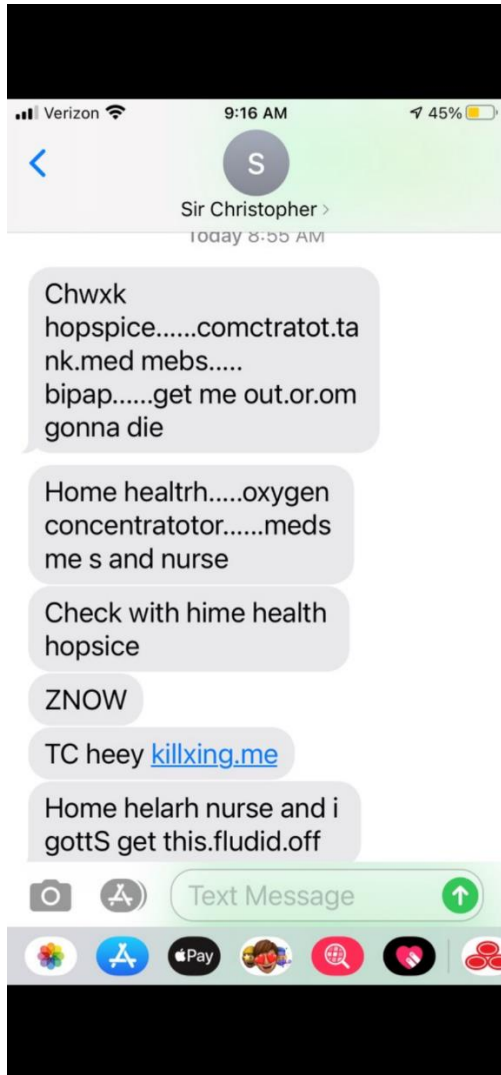 Verizon 9:16 AM 45%
S
Sir Christopher >
Today 8:55 AM
Chwxk
hopspice......comctratot.ta
nk.med mebs.....
bipap......get me out.or.om
gonna die
Home healtrh.....oxygen
concentratotor......meds
me s and nurse
Check with hime health
hopsice
ZNOW
TC heey killxing.me
Home helarh nurse and i
gottS get this.fludid.off
Text Message
Pay